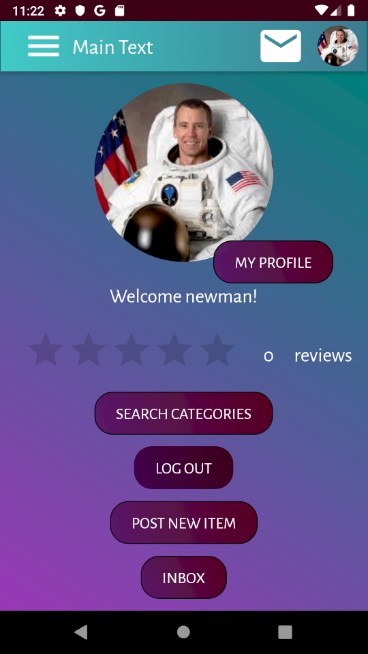 11:22
Main Text
MY PROFILE
Welcome newman!
0 reviews
SEARCH CATEGORIES
LOG OUT
POST NEW ITEM
INBOX